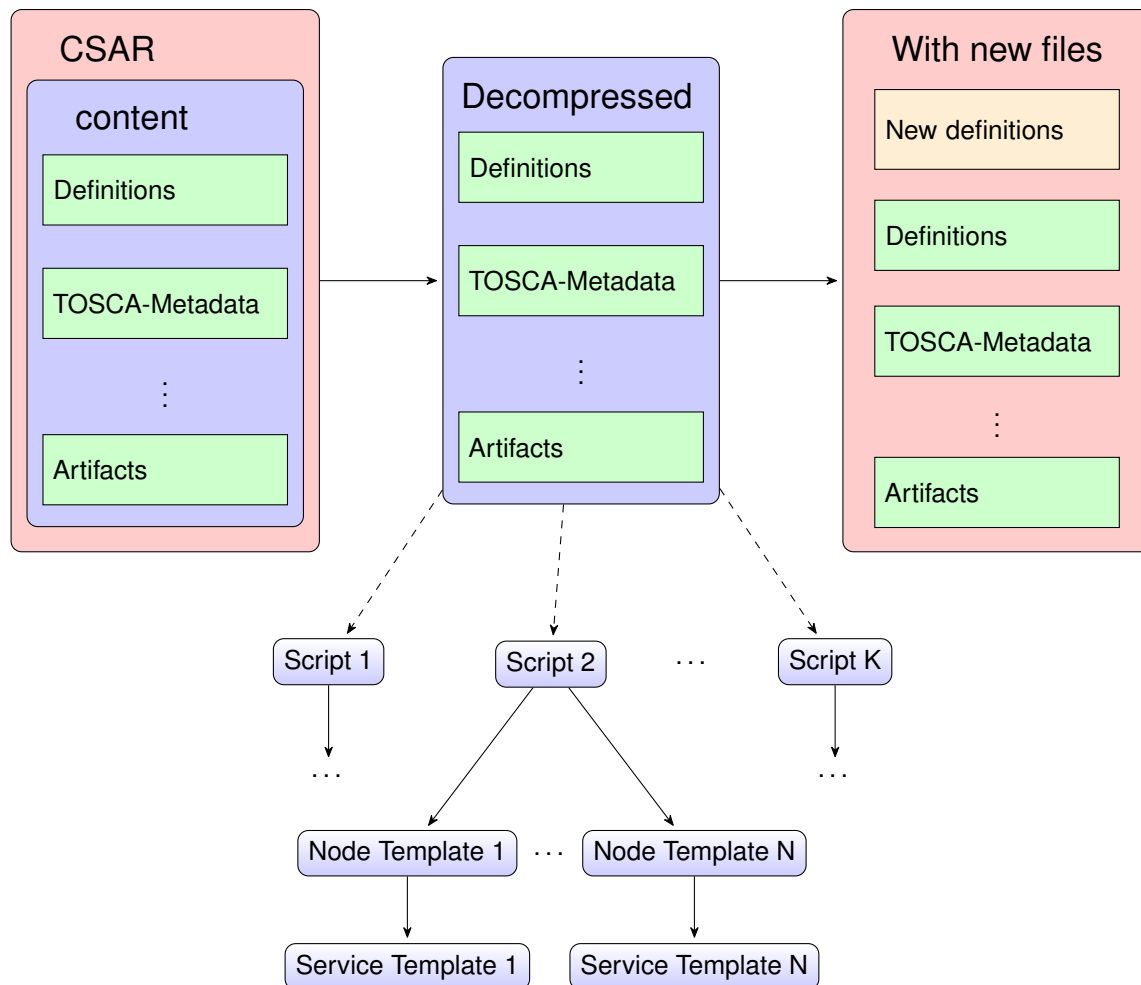 CSAR
content
Definitions
TOSCA-Metadata
⋮
Artifacts
Decompressed
Definitions
TOSCA-Metadata
⋮
Artifacts
With new files
New definitions
Definitions
TOSCA-Metadata
⋮
Artifacts
Script 1
Script 2
...
Script K
...
...
Node Template 1
...
Node Template N
Service Template 1
Service Template N